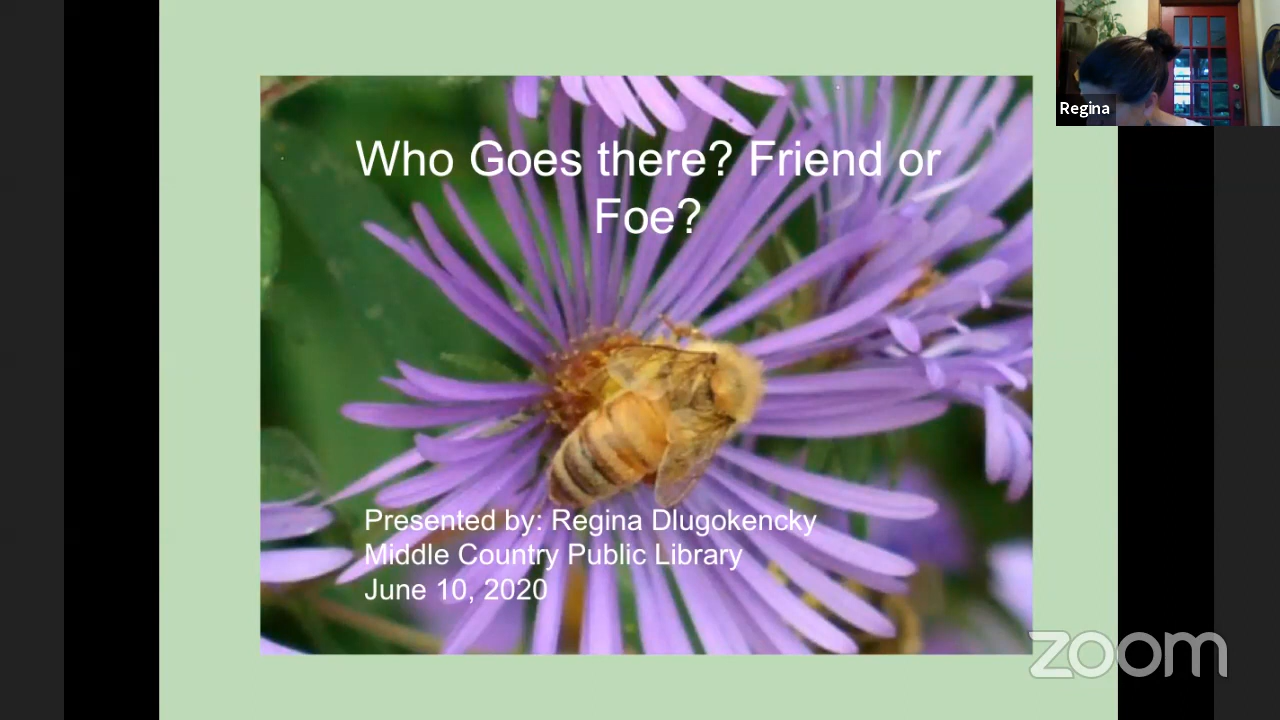 Regina
Who Goes there? Friend or
Foe?
Presented by: Regina Dlugokencky
Middle Country Public Library
June 10, 2020
zoom